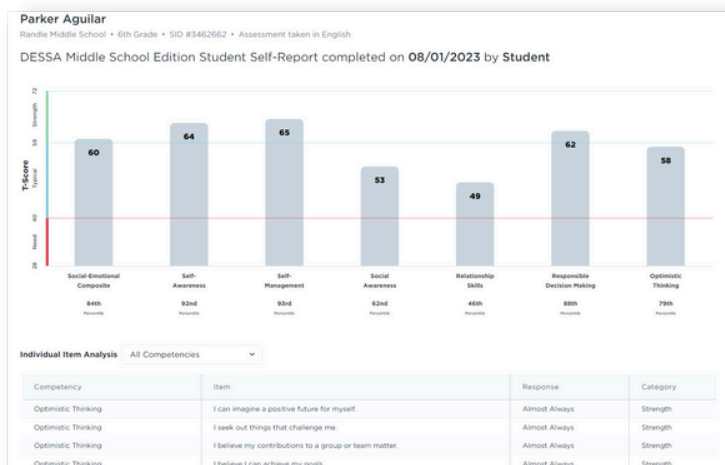 Parker Aguilar
Randle Middle School • 6th Grade • SID #3462662 • Assessment taken in English
DESSA Middle School Edition Student Self-Report completed on 08/01/2023 by Student
72
Strength
59
T-Score
Typical
40
Need
28
60
64
65
53
49
62
58
Social-Emotional Composite
Self-Awareness
Self-Management
Social Awareness
Relationship Skills
Responsible Decision Making
Optimistic Thinking
84th
92nd
93rd
62nd
46th
88th
79th
Percentile
Percentile
Percentile
Percentile
Percentile
Percentile
Percentile
Individual Item Analysis All Competencies
Competency Item Response Category
Optimistic Thinking I can imagine a positive future for myself. Almost Always Strength
Optimistic Thinking I seek out things that challenge me. Almost Always Strength
Optimistic Thinking I believe my contributions to a group or team matter. Almost Always Strength
Optimistic Thinking I believe I can achieve my goals. Almost Always Strength